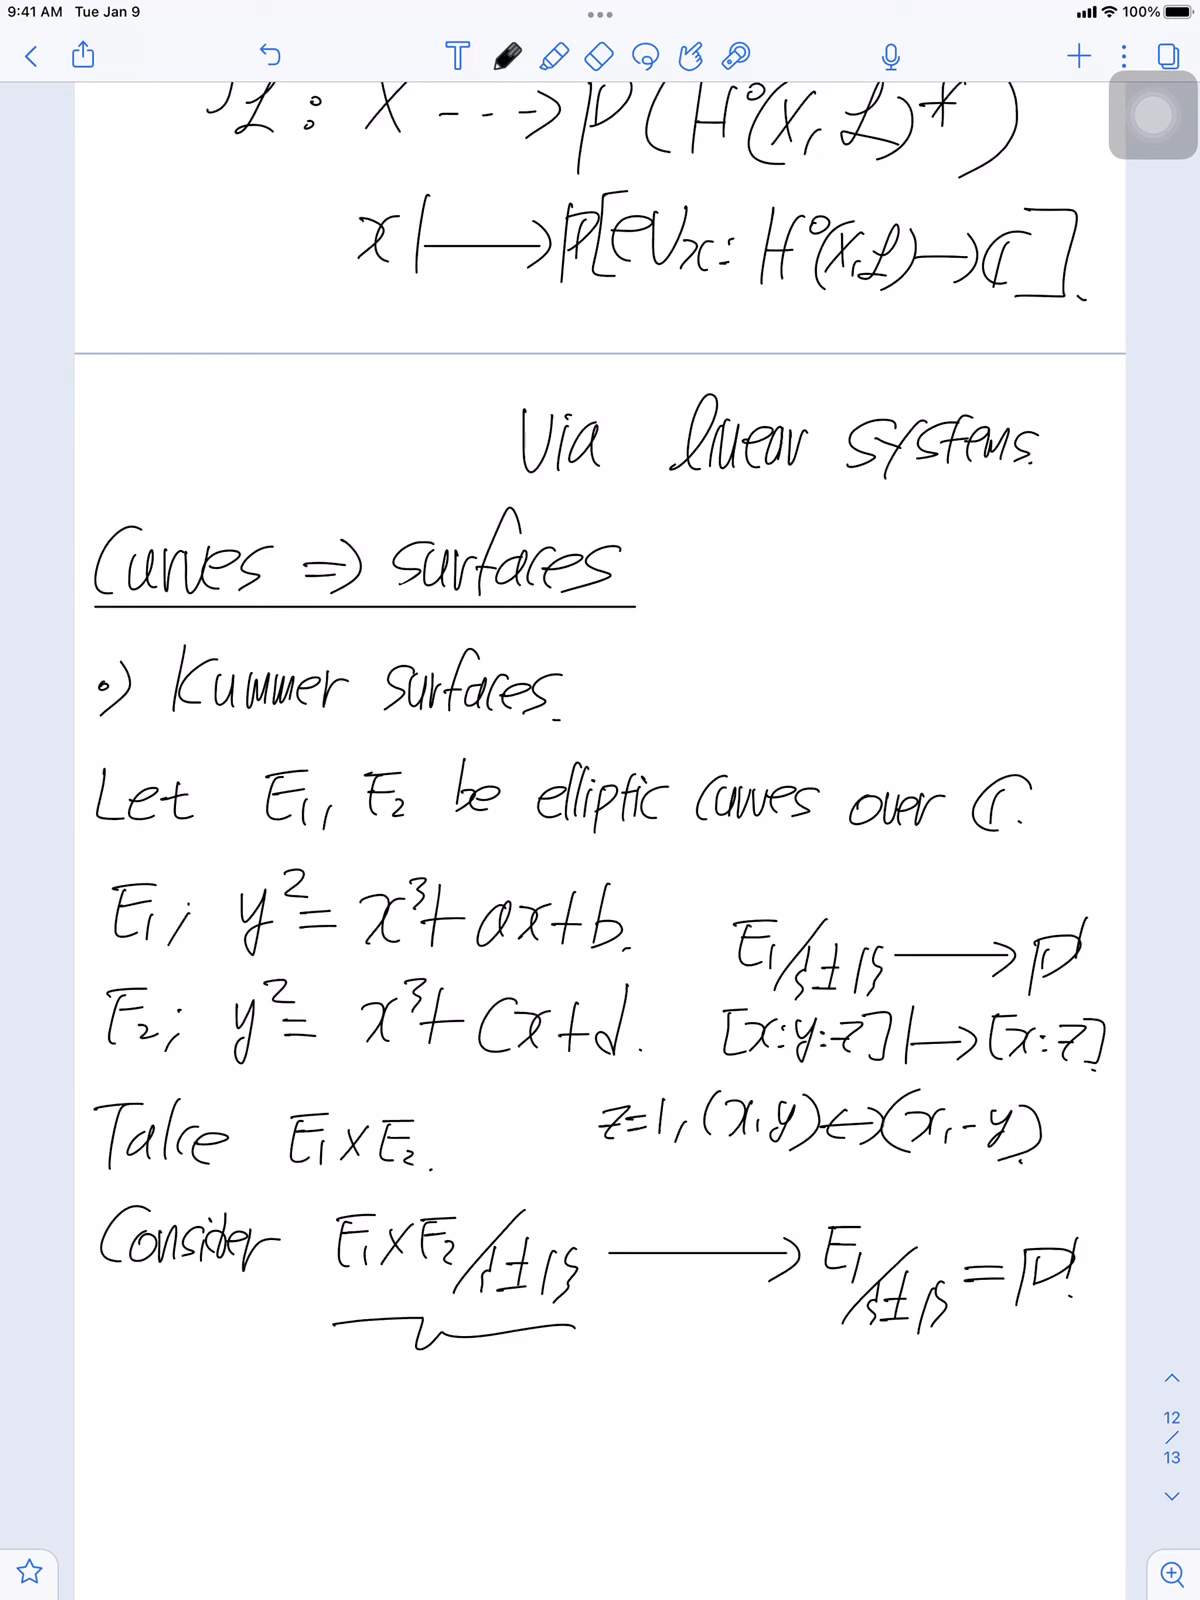 9:41 AM Tue Jan 9
100%
L : X ---> P(H⁰(X, L)*)
x |—> P[evx: H⁰(X, L) —> ℂ].
Via linear systems.
Curves => surfaces
•) Kummer surfaces.
Let E₁, E₂ be elliptic curves over ℂ.
E₁; y² = x³ + ax + b.
E₁/{±1} —> P¹
E₂; y² = x³ + cx + d.
[x:y:z] |—> [x:z].
Take E₁ x E₂.
z=1, (x,y) <-> (x,-y).
Consider E₁ x E₂/{±1} —> E₁/{±1} = P¹.
12
/
13